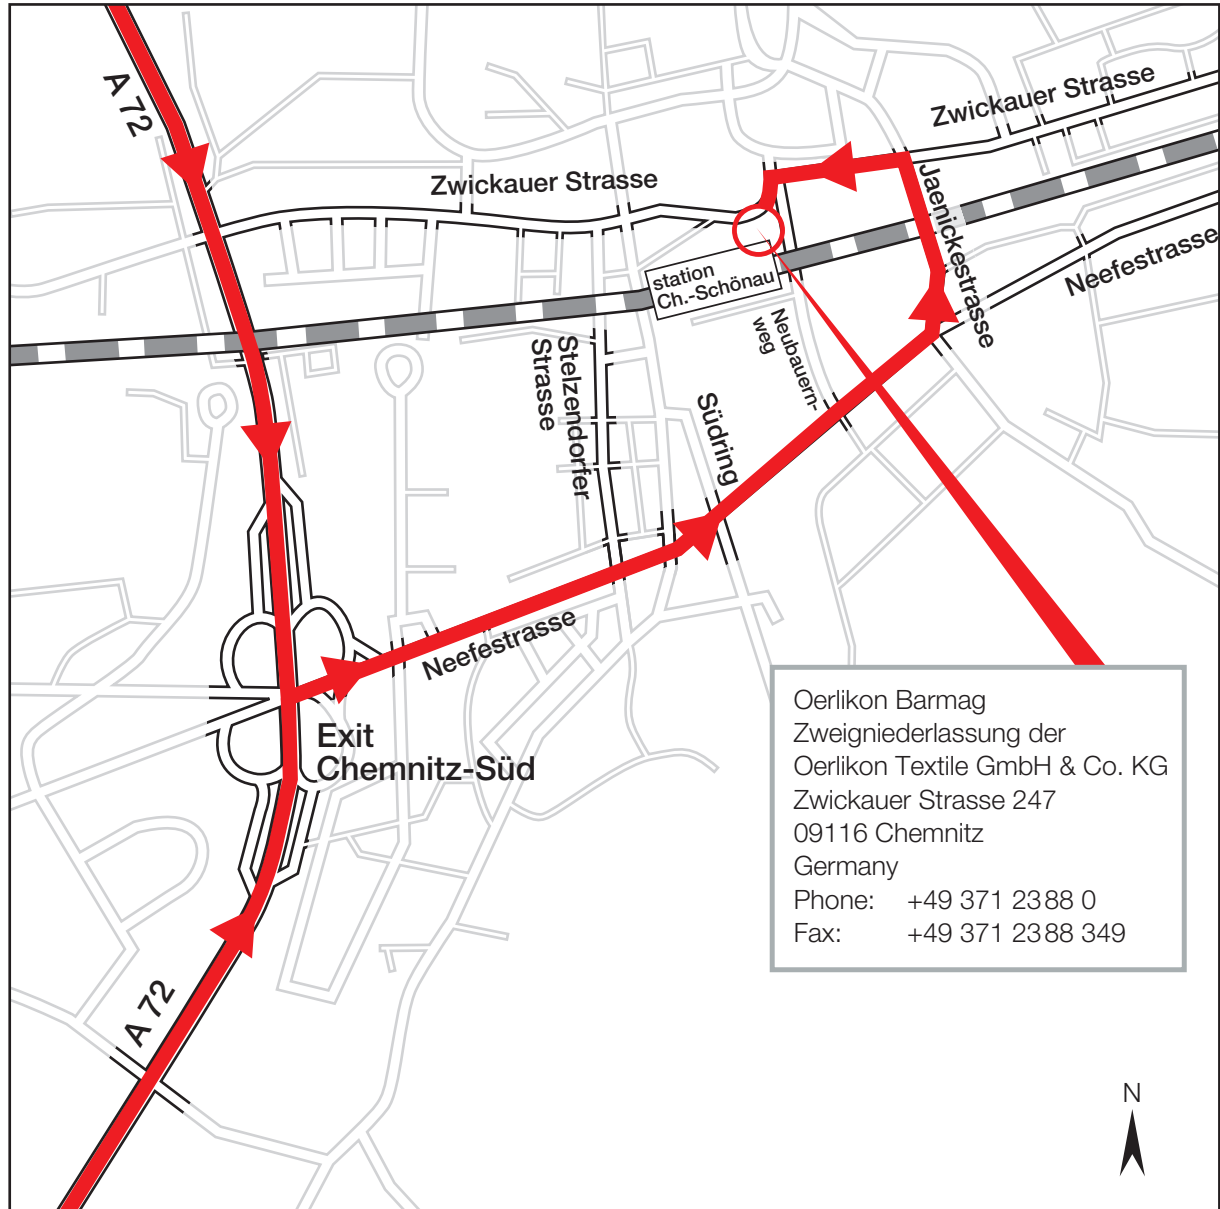 A 72
Zwickauer Strasse
Zwickauer Strasse
Jaenickestrasse
Neefestrasse
station
Ch.-Schönau
Neubauern-
weg
Stelzendorfer
Strasse
Südring
Neefestrasse
Exit
Chemnitz-Süd
A 72
Oerlikon Barmag
Zweigniederlassung der
Oerlikon Textile GmbH & Co. KG
Zwickauer Strasse 247
09116 Chemnitz
Germany
Phone: +49 371 2388 0
Fax: +49 371 2388 349
N